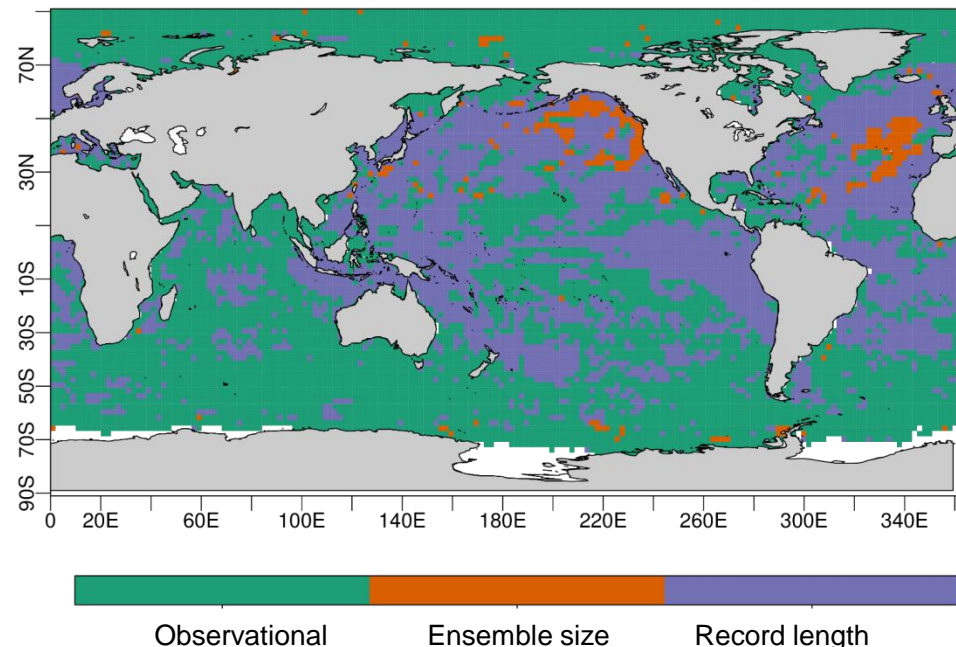 70N
30N
10S
30S
50S
70S
90S
0 20E 60E 100E 140E 180E 220E 260E 300E 340E
Observational Ensemble size Record length